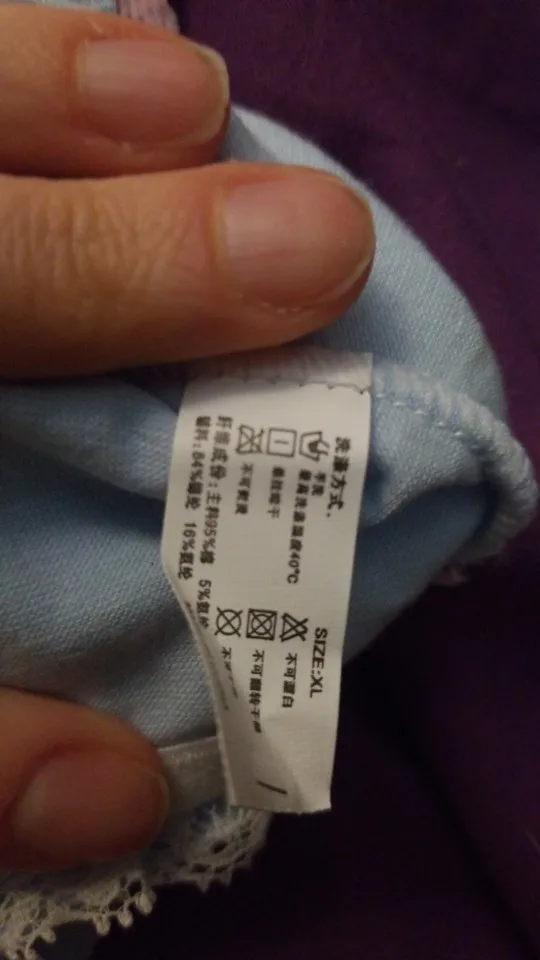 洗涤方式. SIZE:XL
手洗
最高洗涤温度40°C 不可漂白
悬挂晾干 不可翻转干燥
不可熨烫
纤维成份:主料95%棉 5%氨纶
辅料:84%锦纶 16%氨纶